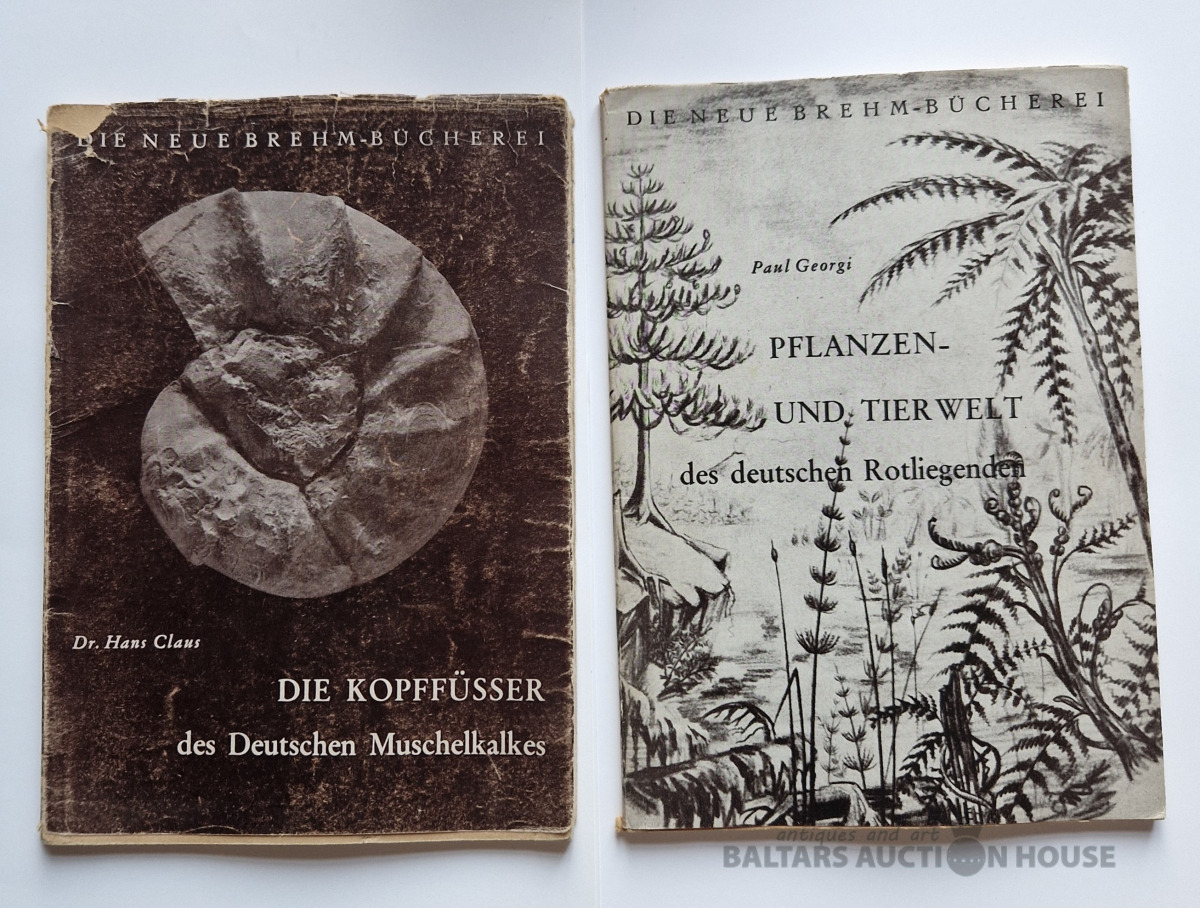 DIE NEUE BREHM-BÜCHEREI
Dr. Hans Claus
DIE KOPFFÜSSER
des Deutschen Muschelkalkes
DIE NEUE BREHM-BÜCHEREI
Paul Georgi
PFLANZEN-
UND TIERWELT
des deutschen Rotliegenden
antiques and art
BALTARS AUCTION HOUSE